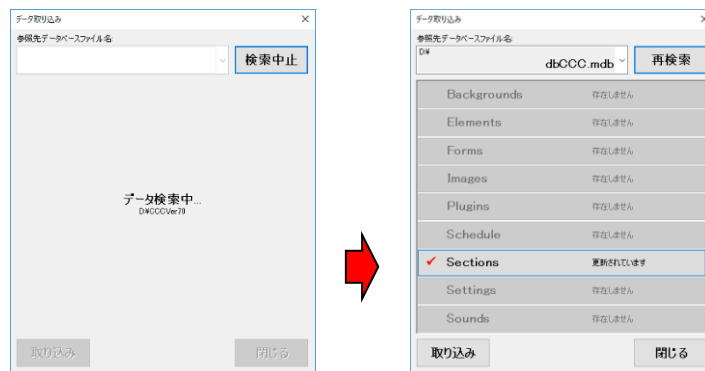 データ取り込み
×
参照先データベースファイル名:
検索中止
データ検索中...
D:¥CCCVer70
取り込み
閉じる
データ取り込み
×
参照先データベースファイル名:
D:¥
dbCCC.mdb
再検索
Backgrounds 存在しません
Elements 存在しません
Forms 存在しません
Images 存在しません
Plugins 存在しません
Schedule 存在しません
✓ Sections 更新されています
Settings 存在しません
Sounds 存在しません
取り込み
閉じる